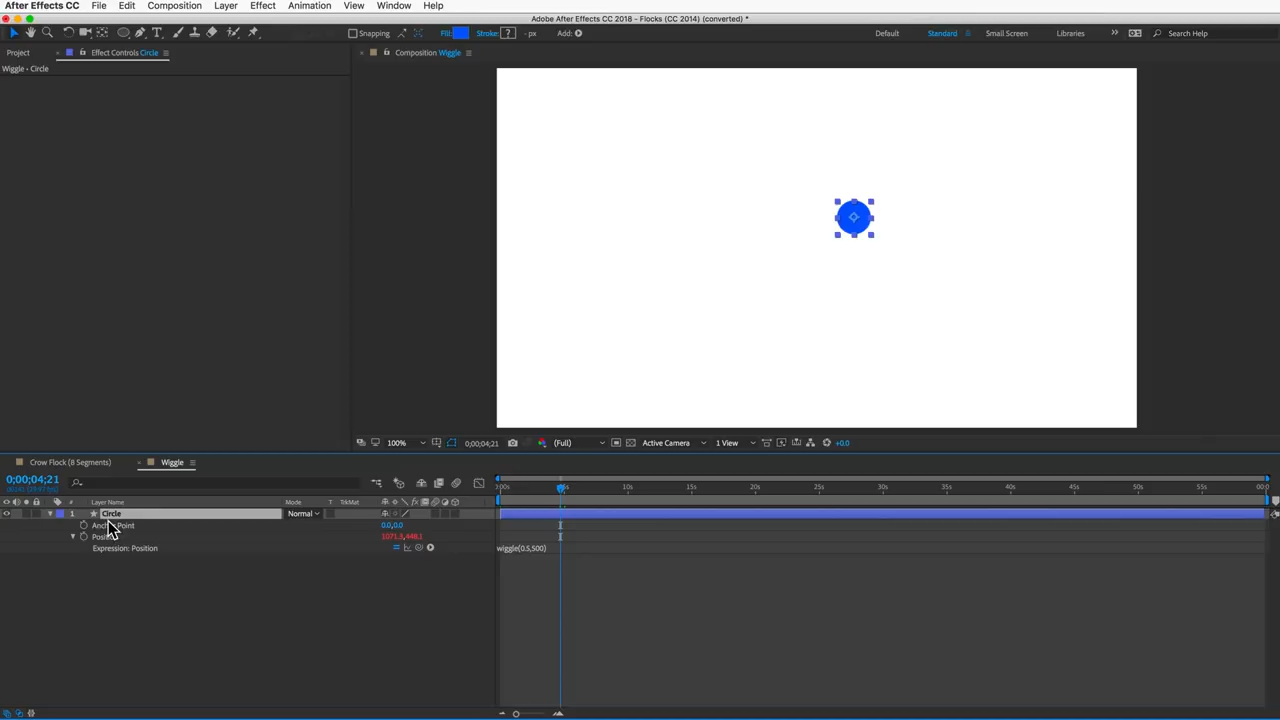 After Effects CC File Edit Composition Layer Effect Animation View Window Help
Adobe After Effects CC 2018 - Flocks (CC 2014) (converted) *
Snapping Fill: Stroke: ? - px Add: Default Standard Small Screen Libraries Search Help
Project Effect Controls Circle Composition Wiggle
Wiggle • Circle
100% 0;00;04;21 (Full) Active Camera 1 View +0.0
Crow Flock (8 Segments) Wiggle
0;00;04;21
# Layer Name Mode T TrkMat
:00s 10s 15s 20s 25s 30s 35s 40s 45s 50s 55s
1 Circle Normal
0.0,0.0
Expression: Position wiggle(0.5,500)